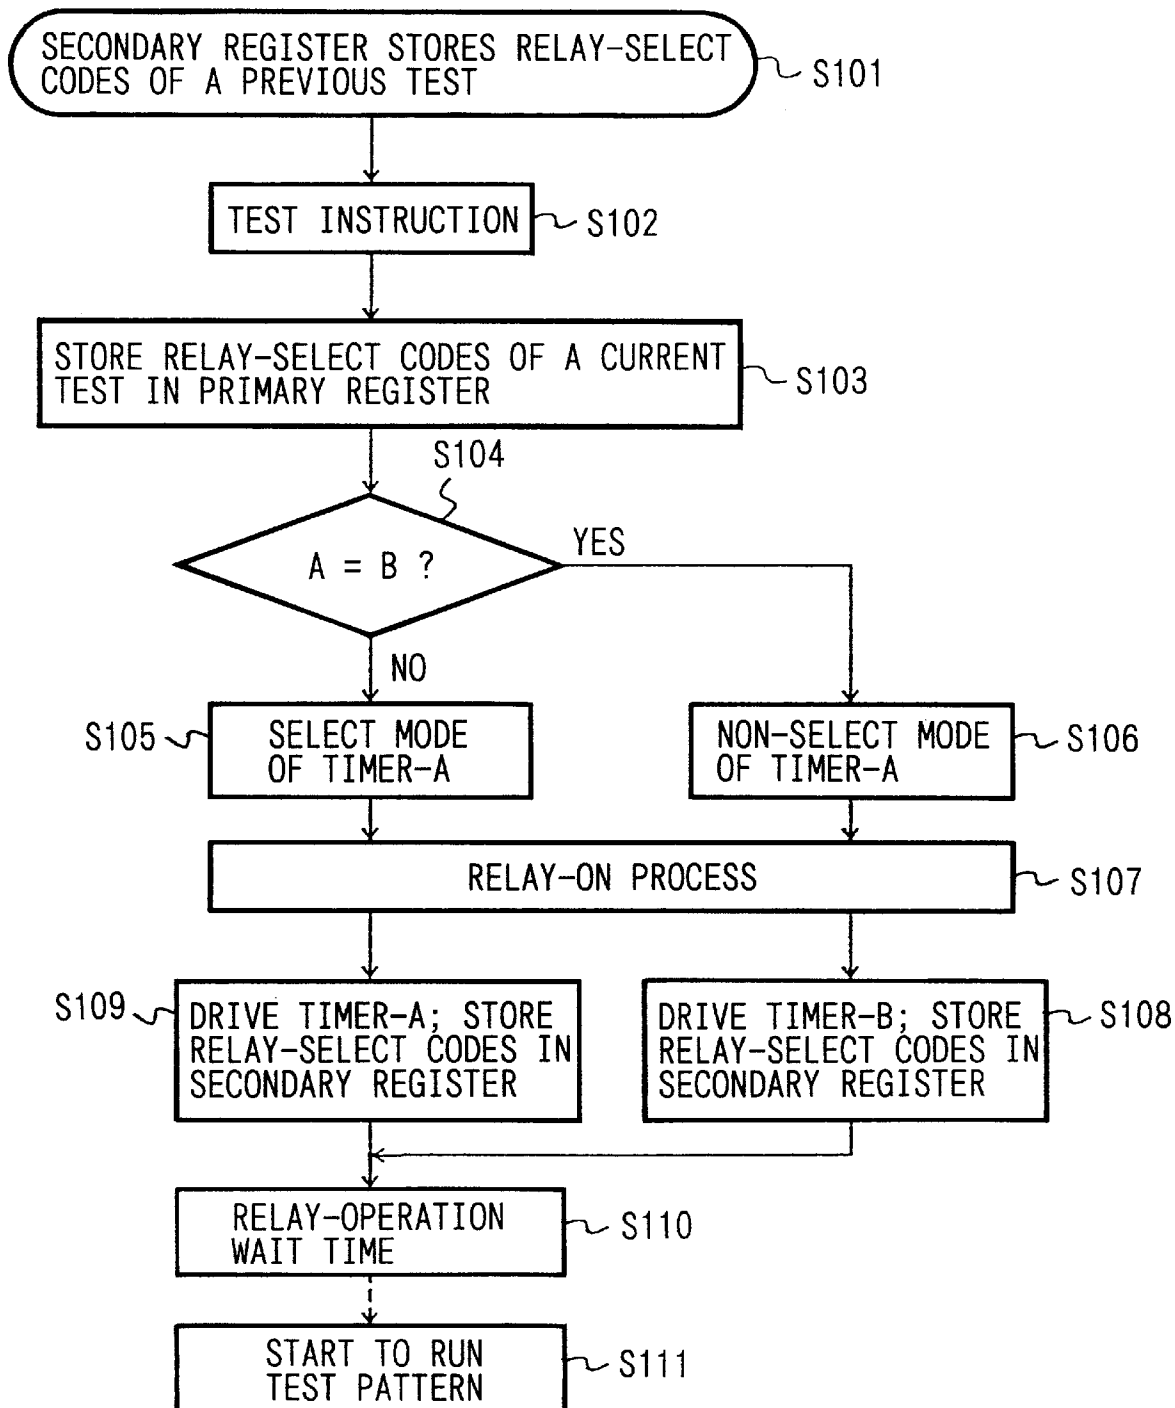 SECONDARY REGISTER STORES RELAY-SELECT
CODES OF A PREVIOUS TEST
S101
TEST INSTRUCTION
S102
STORE RELAY-SELECT CODES OF A CURRENT
TEST IN PRIMARY REGISTER
S103
S104
A = B ?
YES
NO
S105
SELECT MODE
OF TIMER-A
NON-SELECT MODE
OF TIMER-A
S106
RELAY-ON PROCESS
S107
S109
DRIVE TIMER-A; STORE
RELAY-SELECT CODES IN
SECONDARY REGISTER
DRIVE TIMER-B; STORE
RELAY-SELECT CODES IN
SECONDARY REGISTER
S108
RELAY-OPERATION
WAIT TIME
S110
START TO RUN
TEST PATTERN
S111